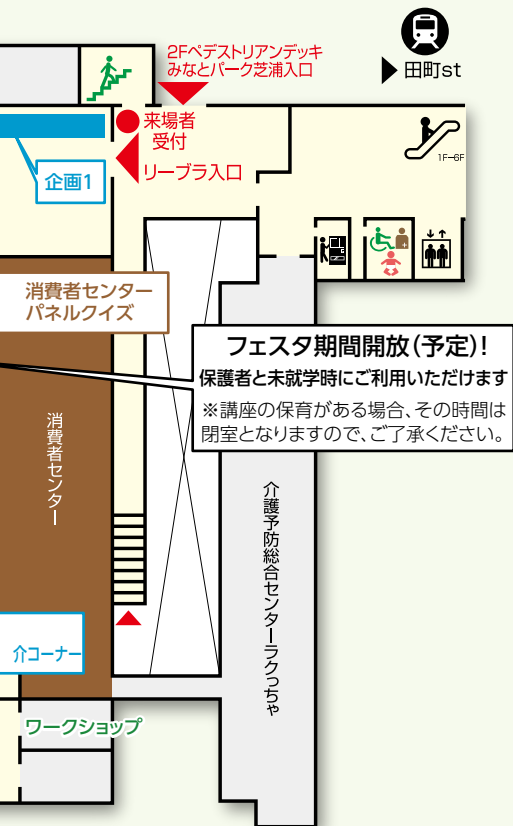 2Fペデストリアンデッキ
みなとパーク芝浦入口
田町st
来場者
受付
リーブラ入口
企画1
1F–6F
消費者センター
パネルクイズ
フェスタ期間開放(予定)!
保護者と未就学時にご利用いただけます
※講座の保育がある場合、その時間は
閉室となりますので、ご了承ください。
消費者センター
介護予防総合センターラクっちゃ
介コーナー
ワークショップ